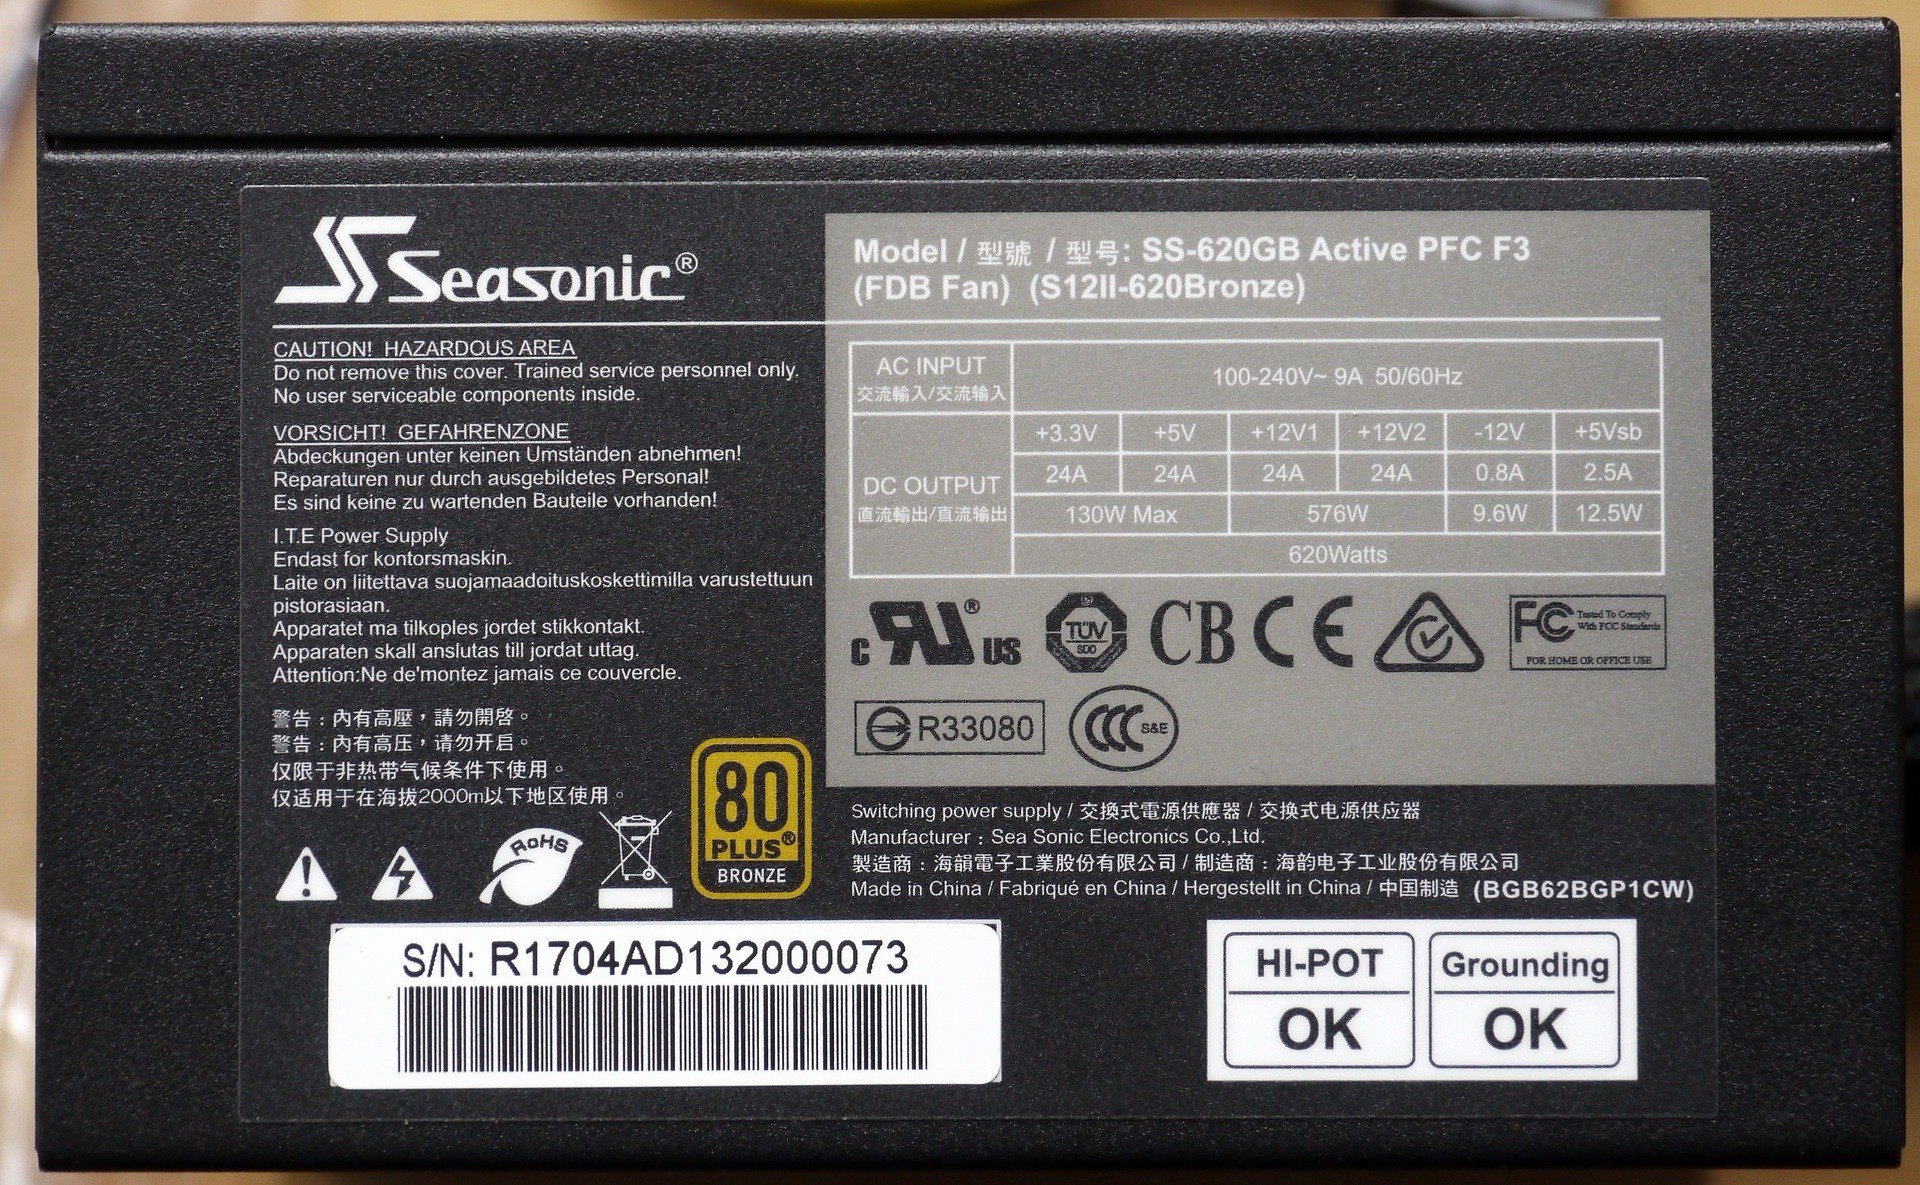 Seasonic®
Model / 型號 / 型号: SS-620GB Active PFC F3
(FDB Fan) (S12II-620Bronze)
CAUTION! HAZARDOUS AREA
Do not remove this cover. Trained service personnel only.
No user serviceable components inside.
VORSICHT! GEFAHRENZONE
Abdeckungen unter keinen Umständen abnehmen!
Reparaturen nur durch ausgebildetes Personal!
Es sind keine zu wartenden Bauteile vorhanden!
I.T.E Power Supply
Endast for kontorsmaskin.
Laite on liitettava suojamaadoituskoskettimilla varustettuun
pistorasiaan.
Apparatet ma tilkoples jordet stikkontakt.
Apparaten skall anslutas till jordat uttag.
Attention:Ne de'montez jamais ce couvercle.
警告：內有高壓，請勿開啓。
警告：内有高压，请勿开启。
仅限于非热带气候条件下使用。
仅适用于在海拔2000m以下地区使用。
RoHS
80
PLUS®
BRONZE
AC INPUT
交流輸入/交流输入
100-240V~ 9A 50/60Hz
DC OUTPUT
直流輸出/直流输出
+3.3V +5V +12V1 +12V2 -12V +5Vsb
24A 24A 24A 24A 0.8A 2.5A
130W Max 576W 9.6W 12.5W
620Watts
c RU® US TÜV SÜD CB CE FC Tested To Comply
With FCC Standards
FOR HOME OR OFFICE USE
R33080 CCC S&E
Switching power supply / 交換式電源供應器 / 交换式电源供应器
Manufacturer : Sea Sonic Electronics Co.,Ltd.
製造商：海韻電子工業股份有限公司 / 制造商：海韵电子工业股份有限公司
Made in China / Fabriqué en China / Hergestellt in China / 中国制造 (BGB62BGP1CW)
S/N: R1704AD132000073
HI-POT
OK
Grounding
OK